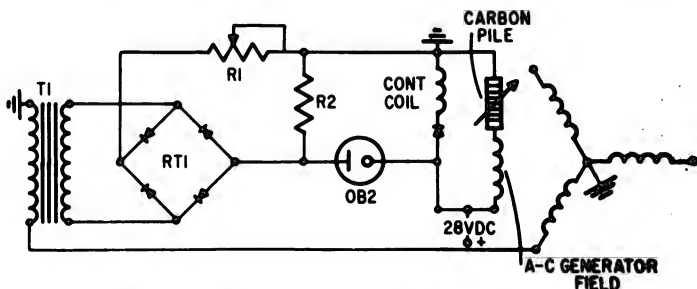 CARBON
PILE
T1
R1
R2
CONT
COIL
RT1
OB2
28VDC
+
A-C GENERATOR
FIELD